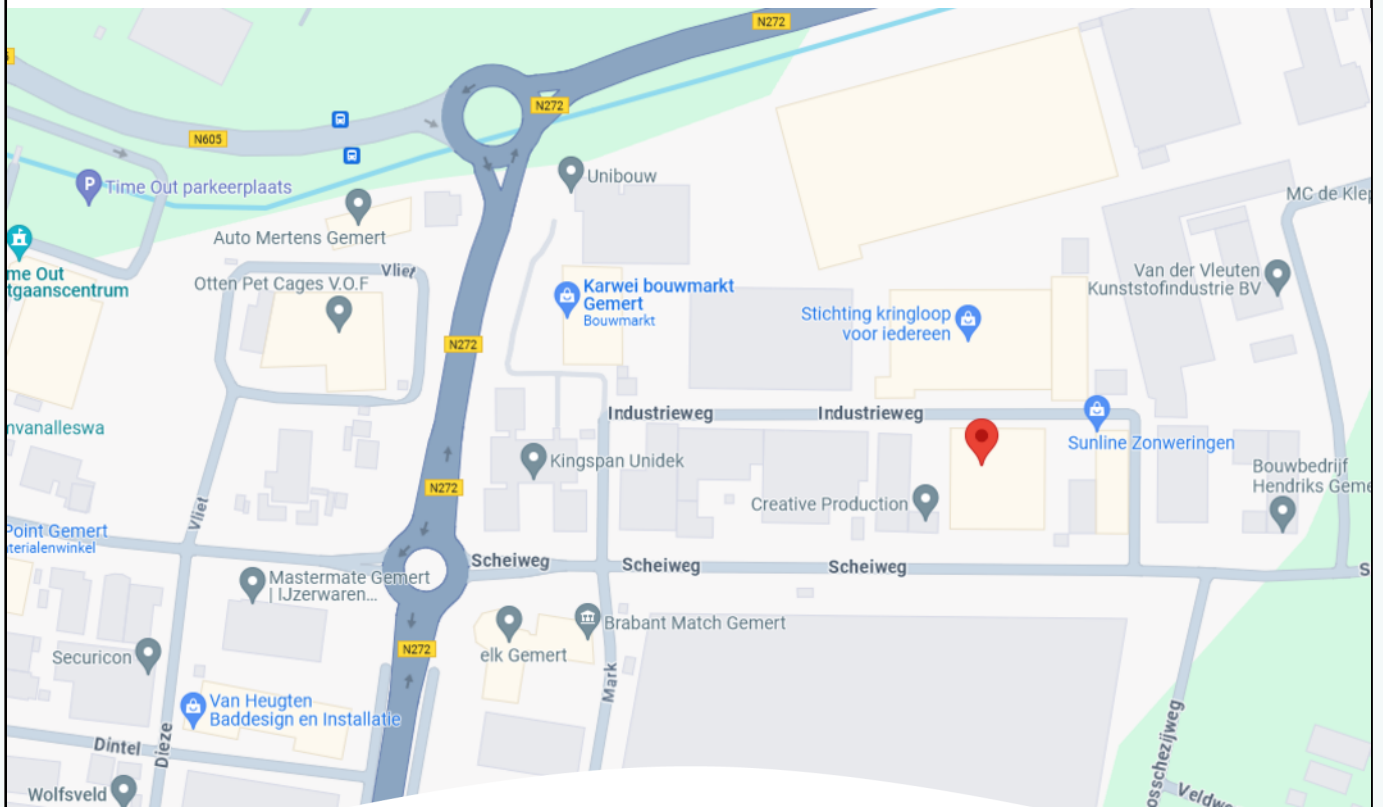 N272
N272
N605
Time Out parkeerplaats
Unibouw
MC de Kle
Auto Mertens Gemert
me Out
tgaanscentrum
Vliet
Otten Pet Cages V.O.F
Karwei bouwmarkt
Gemert
Bouwmarkt
Van der Vleuten
Kunststofindustrie BV
Stichting kringloop
voor iedereen
N272
Industrieweg
Industrieweg
nvanalleswa
Sunline Zonweringen
Kingspan Unidek
Bouwbedrijf
Hendriks Geme
N272
Creative Production
Vliet
Point Gemert
terialenwinkel
Scheiweg
Scheiweg
Scheiweg
S
Mastermate Gemert
| IJzerwaren...
Brabant Match Gemert
N272
elk Gemert
Securicon
Mark
Van Heugten
Baddesign en Installatie
Dintel
Dieze
osschezijweg
Wolfsveld
Veldw